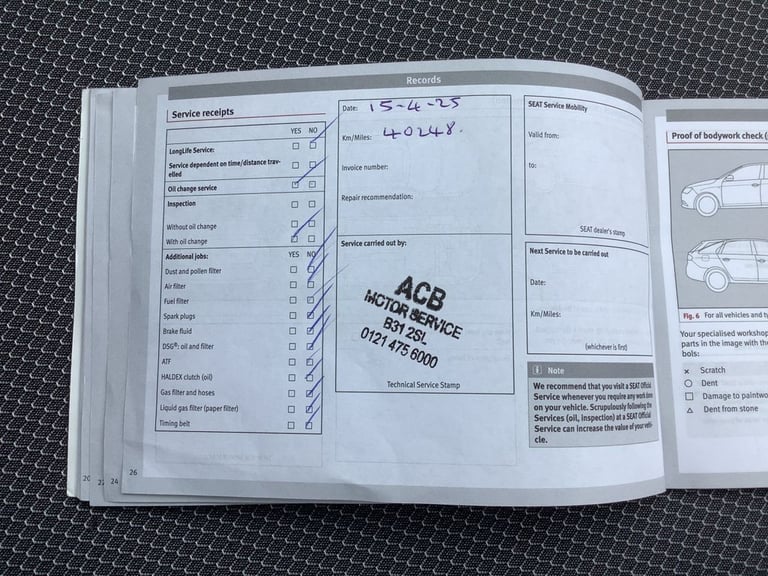 Records
Service receipts
YES NO
LongLife Service:
Service dependent on time/distance trav-
elled
Oil change service
Inspection
Without oil change
With oil change
Additional jobs: YES NO
Dust and pollen filter
Air filter
Fuel filter
Spark plugs
Brake fluid
DSG®: oil and filter
ATF
HALDEX clutch (oil)
Gas filter and hoses
Liquid gas filter (paper filter)
Timing belt
Date: 15-4-25
Km/Miles: 40248.
Invoice number:
Repair recommendation:
Service carried out by:
ACB
MOTOR SERVICE
B31 2SL
0121 475 6000
Technical Service Stamp
SEAT Service Mobility
Valid from:
to:
SEAT dealer's stamp
Next Service to be carried out
Date:
Km/Miles:
(whichever is first)
Note
We recommend that you visit a SEAT Official
Service whenever you require any work done
on your vehicle. Scrupulously following the
Services (oil, inspection) at a SEAT Official
Service can increase the value of your vehi-
cle.
20
22
24
26
Proof of bodywork check
Fig. 6 For all vehicles and
Your specialised workshop
parts in the image with the
bols:
× Scratch
Dent
Damage to
Dent from stone